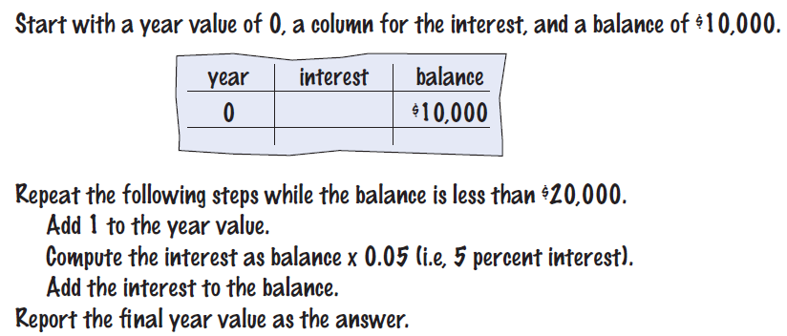 Start with a year value of 0, a column for the interest, and a balance of $10,000.
year interest balance
0 $10,000
Repeat the following steps while the balance is less than $20,000.
Add 1 to the year value.
Compute the interest as balance x 0.05 (i.e, 5 percent interest).
Add the interest to the balance.
Report the final year value as the answer.